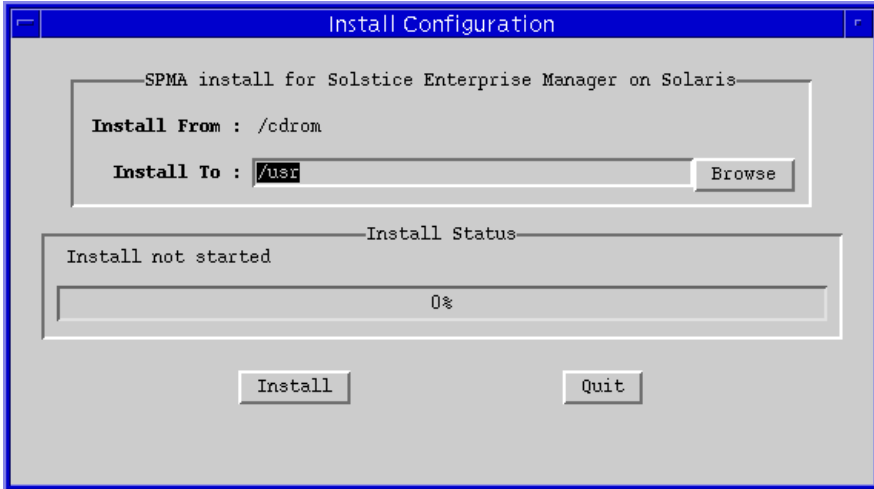 Install Configuration
SPMA install for Solstice Enterprise Manager on Solaris
Install From : /cdrom
Install To : /usr Browse
Install Status
Install not started
0%
Install Quit